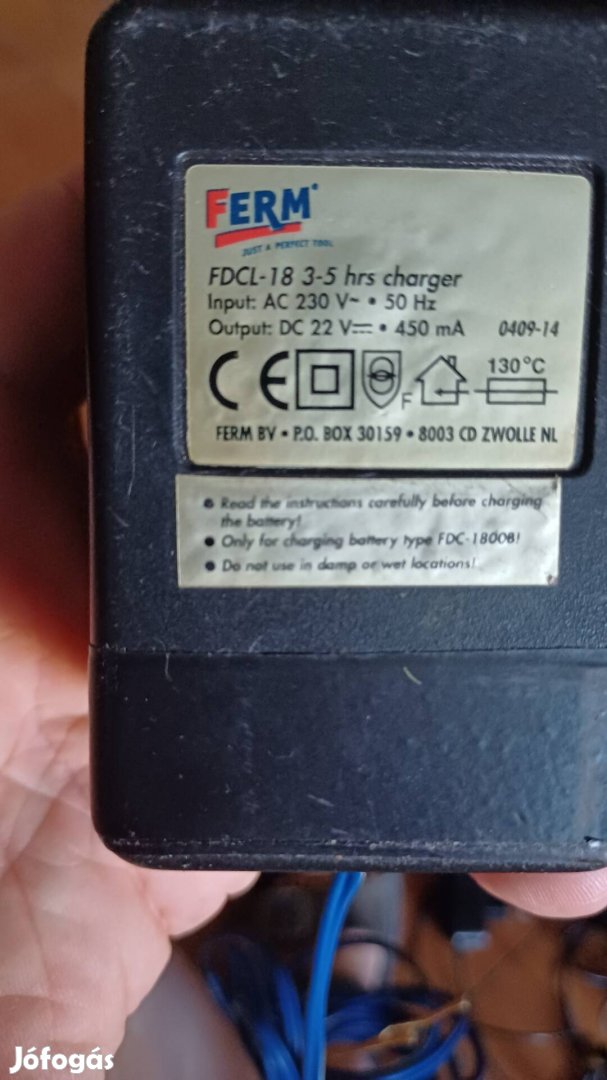 FERM
JUST A PERFECT TOOL
FDCL-18 3-5 hrs charger
Input: AC 230 V~ • 50 Hz
Output: DC 22 V⎓ • 450 mA 0409-14
CE F 130°C
FERM BV • P.O. BOX 30159 • 8003 CD ZWOLLE NL
• Read the instructions carefully before charging
the battery!
• Only for charging battery type FDC-1800B!
• Do not use in damp or wet locations!
Jófogás